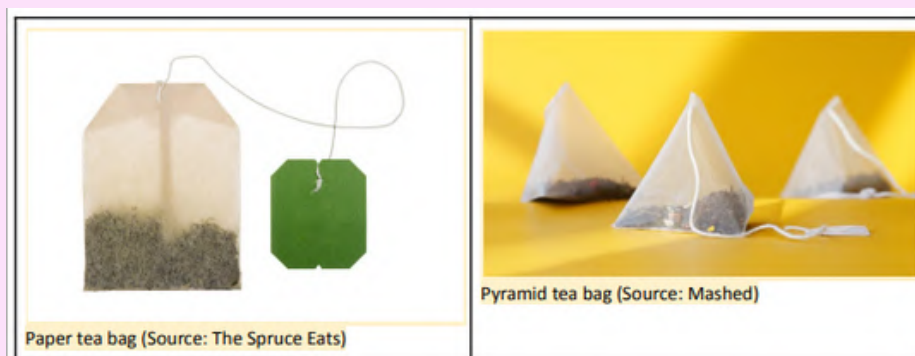 Paper tea bag (Source: The Spruce Eats)
Pyramid tea bag (Source: Mashed)